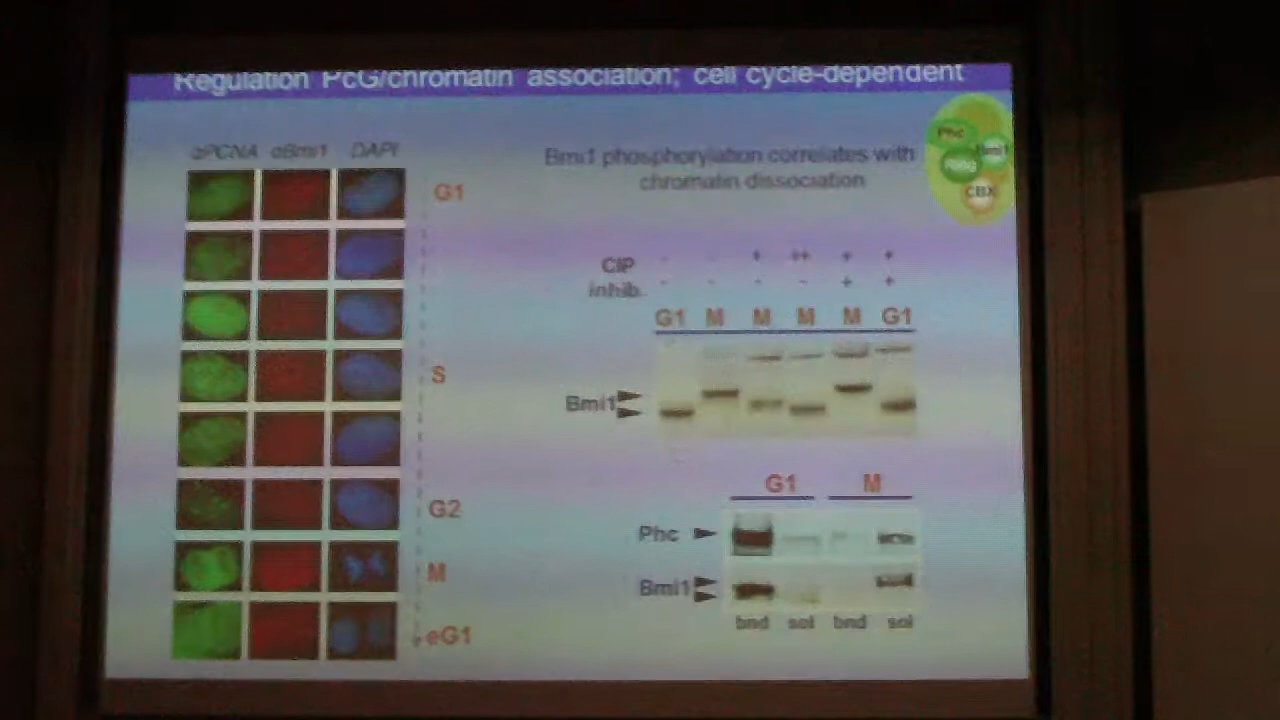 Regulation PcG/chromatin association; cell cycle-dependent
αPCNA αBmi1 DAPI
G1
S
G2
M
eG1
Bmi1 phosphorylation correlates with
chromatin dissociation
Phc
Bmi1
CBX
CIP - - + ++ + +
inhib. - - - - + +
G1 M M M M G1
Bmi1
G1 M
Phc
Bmi1
bnd sol bnd sol